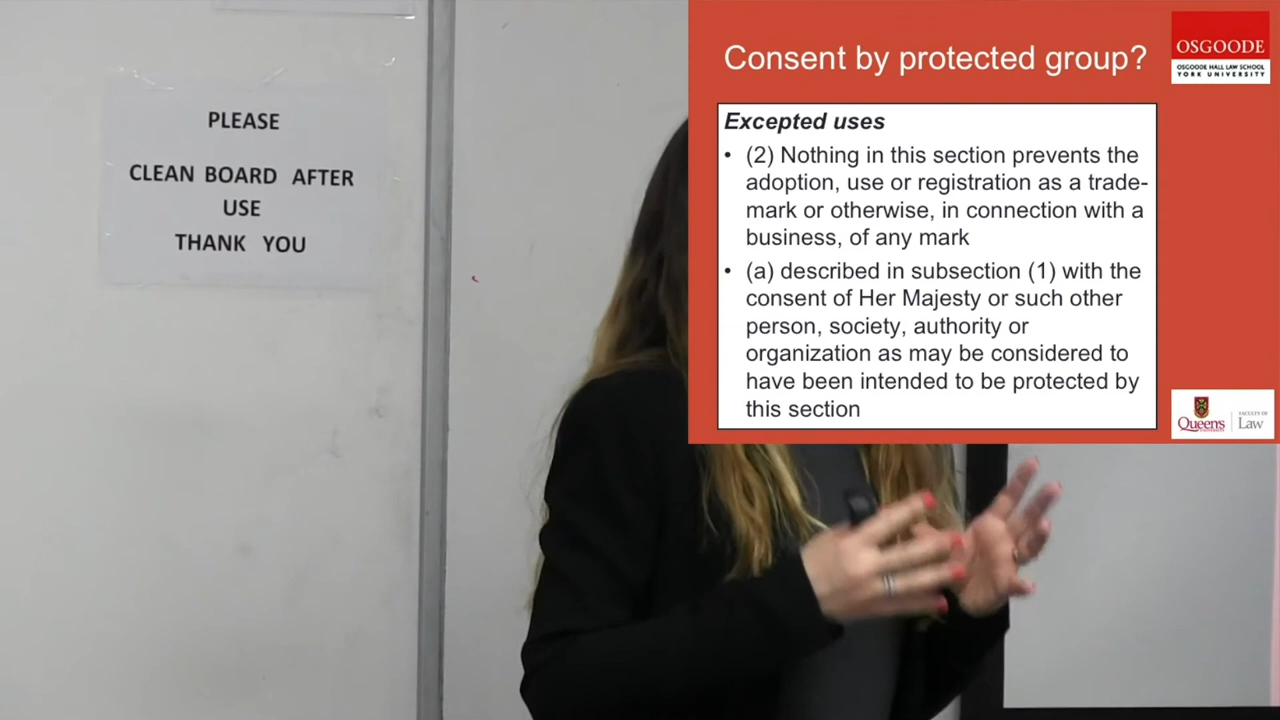 PLEASE
CLEAN BOARD AFTER
USE
THANK YOU
Consent by protected group?
OSGOODE
OSGOODE HALL LAW SCHOOL
YORK UNIVERSITY
Excepted uses
• (2) Nothing in this section prevents the
adoption, use or registration as a trade-
mark or otherwise, in connection with a
business, of any mark
• (a) described in subsection (1) with the
consent of Her Majesty or such other
person, society, authority or
organization as may be considered to
have been intended to be protected by
this section
Queen's
UNIVERSITY
FACULTY OF
Law